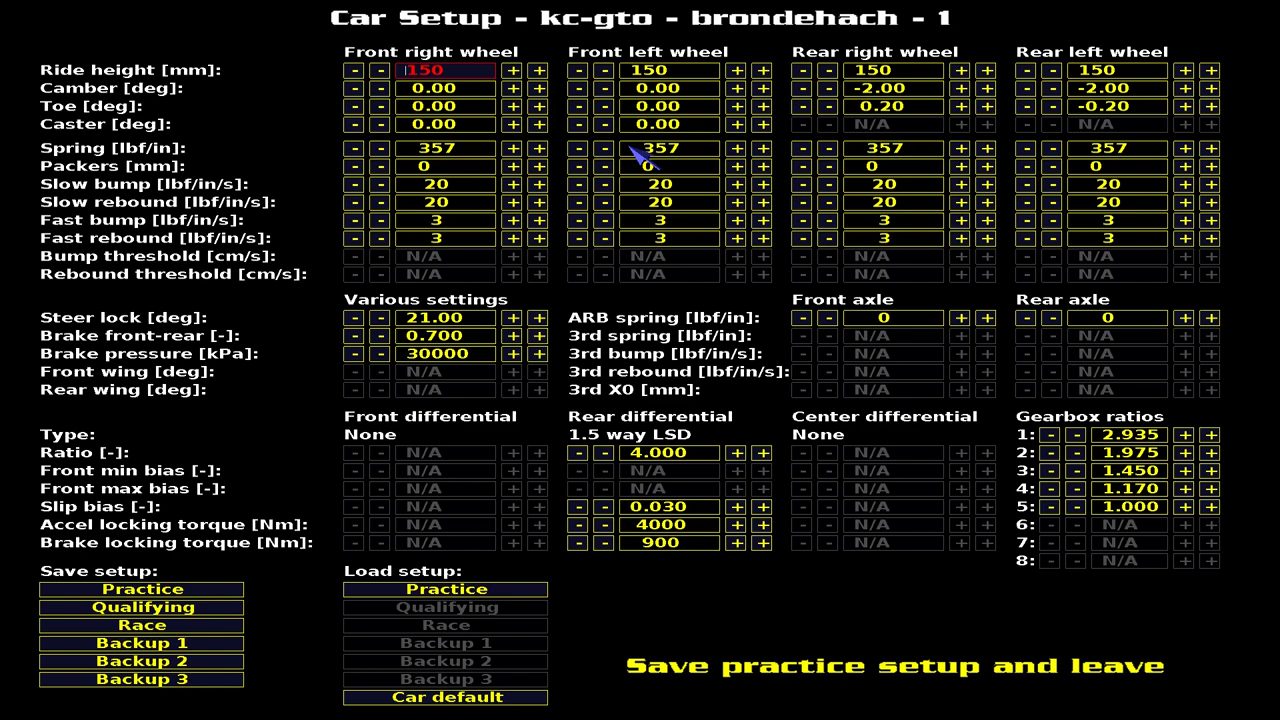 Car Setup - kc-gto - brondehach - 1
Front right wheel Front left wheel Rear right wheel Rear left wheel
Ride height [mm]: - - 150 + + - - 150 + + - - 150 + + - - 150 + +
Camber [deg]: - - 0.00 + + - - 0.00 + + - - -2.00 + + - - -2.00 + +
Toe [deg]: - - 0.00 + + - - 0.00 + + - - 0.20 + + - - -0.20 + +
Caster [deg]: - - 0.00 + + - - 0.00 + + - - N/A + + - - N/A + +
Spring [lbf/in]: - - 357 + + - - 357 + + - - 357 + + - - 357 + +
Packers [mm]: - - 0 + + - - 0 + + - - 0 + + - - 0 + +
Slow bump [lbf/in/s]: - - 20 + + - - 20 + + - - 20 + + - - 20 + +
Slow rebound [lbf/in/s]: - - 20 + + - - 20 + + - - 20 + + - - 20 + +
Fast bump [lbf/in/s]: - - 3 + + - - 3 + + - - 3 + + - - 3 + +
Fast rebound [lbf/in/s]: - - 3 + + - - 3 + + - - 3 + + - - 3 + +
Bump threshold [cm/s]: - - N/A + + - - N/A + + - - N/A + + - - N/A + +
Rebound threshold [cm/s]: - - N/A + + - - N/A + + - - N/A + + - - N/A + +
Various settings Front axle Rear axle
Steer lock [deg]: - - 21.00 + + ARB spring [lbf/in]: - - 0 + + - - 0 + +
Brake front-rear [-]: - - 0.700 + + 3rd spring [lbf/in]: - - N/A + + - - N/A + +
Brake pressure [kPa]: - - 30000 + + 3rd bump [lbf/in/s]: - - N/A + + - - N/A + +
Front wing [deg]: - - N/A + + 3rd rebound [lbf/in/s]: - - N/A + + - - N/A + +
Rear wing [deg]: - - N/A + + 3rd X0 [mm]: - - N/A + + - - N/A + +
Front differential Rear differential Center differential Gearbox ratios
Type: None 1.5 way LSD None 1: - - 2.935 + +
Ratio [-]: - - N/A + + - - 4.000 + + - - N/A + + 2: - - 1.975 + +
Front min bias [-]: - - N/A + + - - N/A + + - - N/A + + 3: - - 1.450 + +
Front max bias [-]: - - N/A + + - - N/A + + - - N/A + + 4: - - 1.170 + +
Slip bias [-]: - - N/A + + - - 0.030 + + - - N/A + + 5: - - 1.000 + +
Accel locking torque [Nm]: - - N/A + + - - 4000 + + - - N/A + + 6: - - N/A + +
Brake locking torque [Nm]: - - N/A + + - - 900 + + - - N/A + + 7: - - N/A + +
8: - - N/A + +
Save setup: Load setup:
Practice Practice
Qualifying Qualifying
Race Race
Backup 1 Backup 1
Backup 2 Backup 2
Backup 3 Backup 3
Car default
Save practice setup and leave